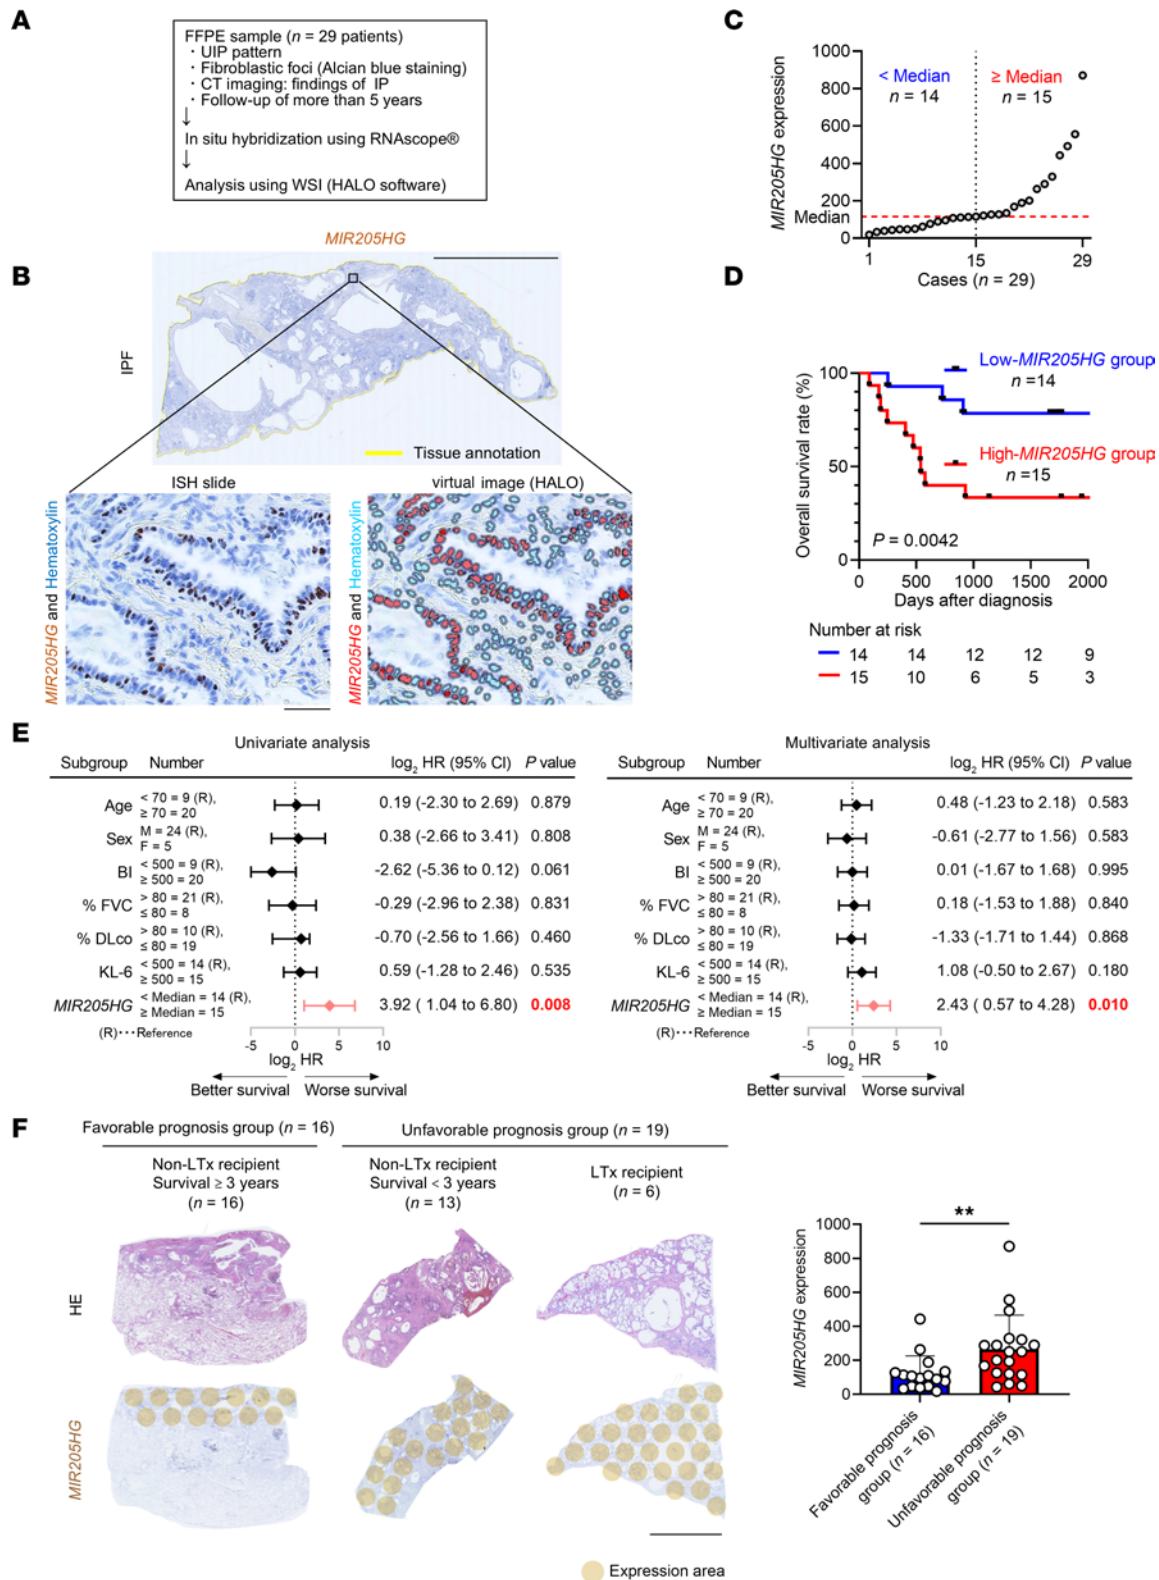 A
FFPE sample (n = 29 patients)
· UIP pattern
· Fibroblastic foci (Alcian blue staining)
· CT imaging: findings of IP
· Follow-up of more than 5 years
↓
In situ hybridization using RNAscope®
↓
Analysis using WSI (HALO software)
B
MIR205HG
IPF
Tissue annotation
ISH slide
virtual image (HALO)
MIR205HG and Hematoxylin
MIR205HG and Hematoxylin
C
MIR205HG expression
1000
800
600
400
200
Median
0
< Median
n = 14
≥ Median
n = 15
1 15 29
Cases (n = 29)
D
Overall survival rate (%)
100
50
0
Low-MIR205HG group
n =14
High-MIR205HG group
n =15
P = 0.0042
0 500 1000 1500 2000
Days after diagnosis
Number at risk
14 14 12 12 9
15 10 6 5 3
E
Univariate analysis
Subgroup Number log2 HR (95% CI) P value
Age < 70 = 9 (R), ≥ 70 = 20 0.19 (-2.30 to 2.69) 0.879
Sex M = 24 (R), F = 5 0.38 (-2.66 to 3.41) 0.808
BI < 500 = 9 (R), ≥ 500 = 20 -2.62 (-5.36 to 0.12) 0.061
% FVC > 80 = 21 (R), ≤ 80 = 8 -0.29 (-2.96 to 2.38) 0.831
% DLco > 80 = 10 (R), ≤ 80 = 19 -0.70 (-2.56 to 1.66) 0.460
KL-6 < 500 = 14 (R), ≥ 500 = 15 0.59 (-1.28 to 2.46) 0.535
MIR205HG < Median = 14 (R), ≥ Median = 15 3.92 ( 1.04 to 6.80) 0.008
(R)···Reference
-5 0 5 10
log2 HR
Better survival Worse survival
Multivariate analysis
Subgroup Number log2 HR (95% CI) P value
Age < 70 = 9 (R), ≥ 70 = 20 0.48 (-1.23 to 2.18) 0.583
Sex M = 24 (R), F = 5 -0.61 (-2.77 to 1.56) 0.583
BI < 500 = 9 (R), ≥ 500 = 20 0.01 (-1.67 to 1.68) 0.995
% FVC > 80 = 21 (R), ≤ 80 = 8 0.18 (-1.53 to 1.88) 0.840
% DLco > 80 = 10 (R), ≤ 80 = 19 -1.33 (-1.71 to 1.44) 0.868
KL-6 < 500 = 14 (R), ≥ 500 = 15 1.08 (-0.50 to 2.67) 0.180
MIR205HG < Median = 14 (R), ≥ Median = 15 2.43 ( 0.57 to 4.28) 0.010
(R)···Reference
-5 0 5 10
log2 HR
Better survival Worse survival
F
Favorable prognosis group (n = 16)
Unfavorable prognosis group (n = 19)
Non-LTx recipient
Survival ≥ 3 years
(n = 16)
Non-LTx recipient
Survival < 3 years
(n = 13)
LTx recipient
(n = 6)
HE
MIR205HG
Expression area
MIR205HG expression
1000
800
600
400
200
0
**
Favorable prognosis
group (n = 16)
Unfavorable prognosis
group (n = 19)